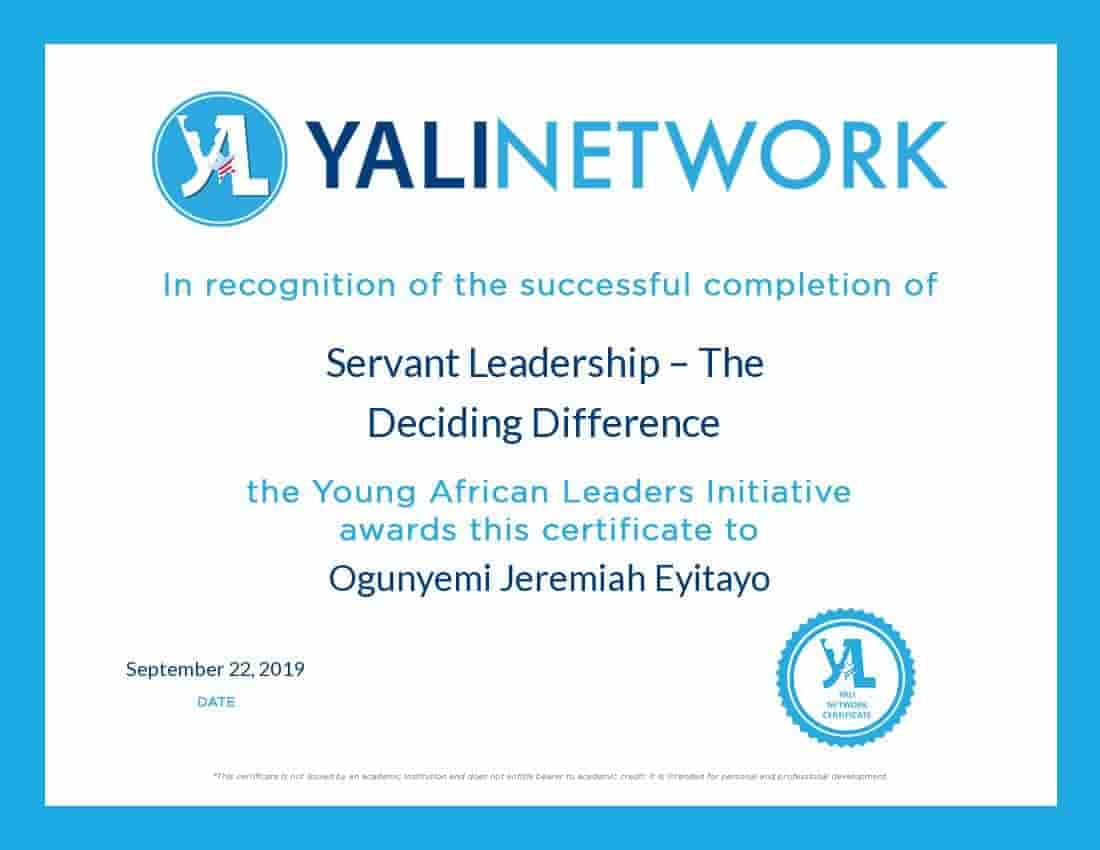 YALINETWORK
In recognition of the successful completion of
Servant Leadership – The
Deciding Difference
the Young African Leaders Initiative
awards this certificate to
Ogunyemi Jeremiah Eyitayo
September 22, 2019
DATE
YALI
NETWORK
CERTIFICATE
*This certificate is not issued by an academic institution and does not entitle bearer to academic credit. It is intended for personal and professional development.